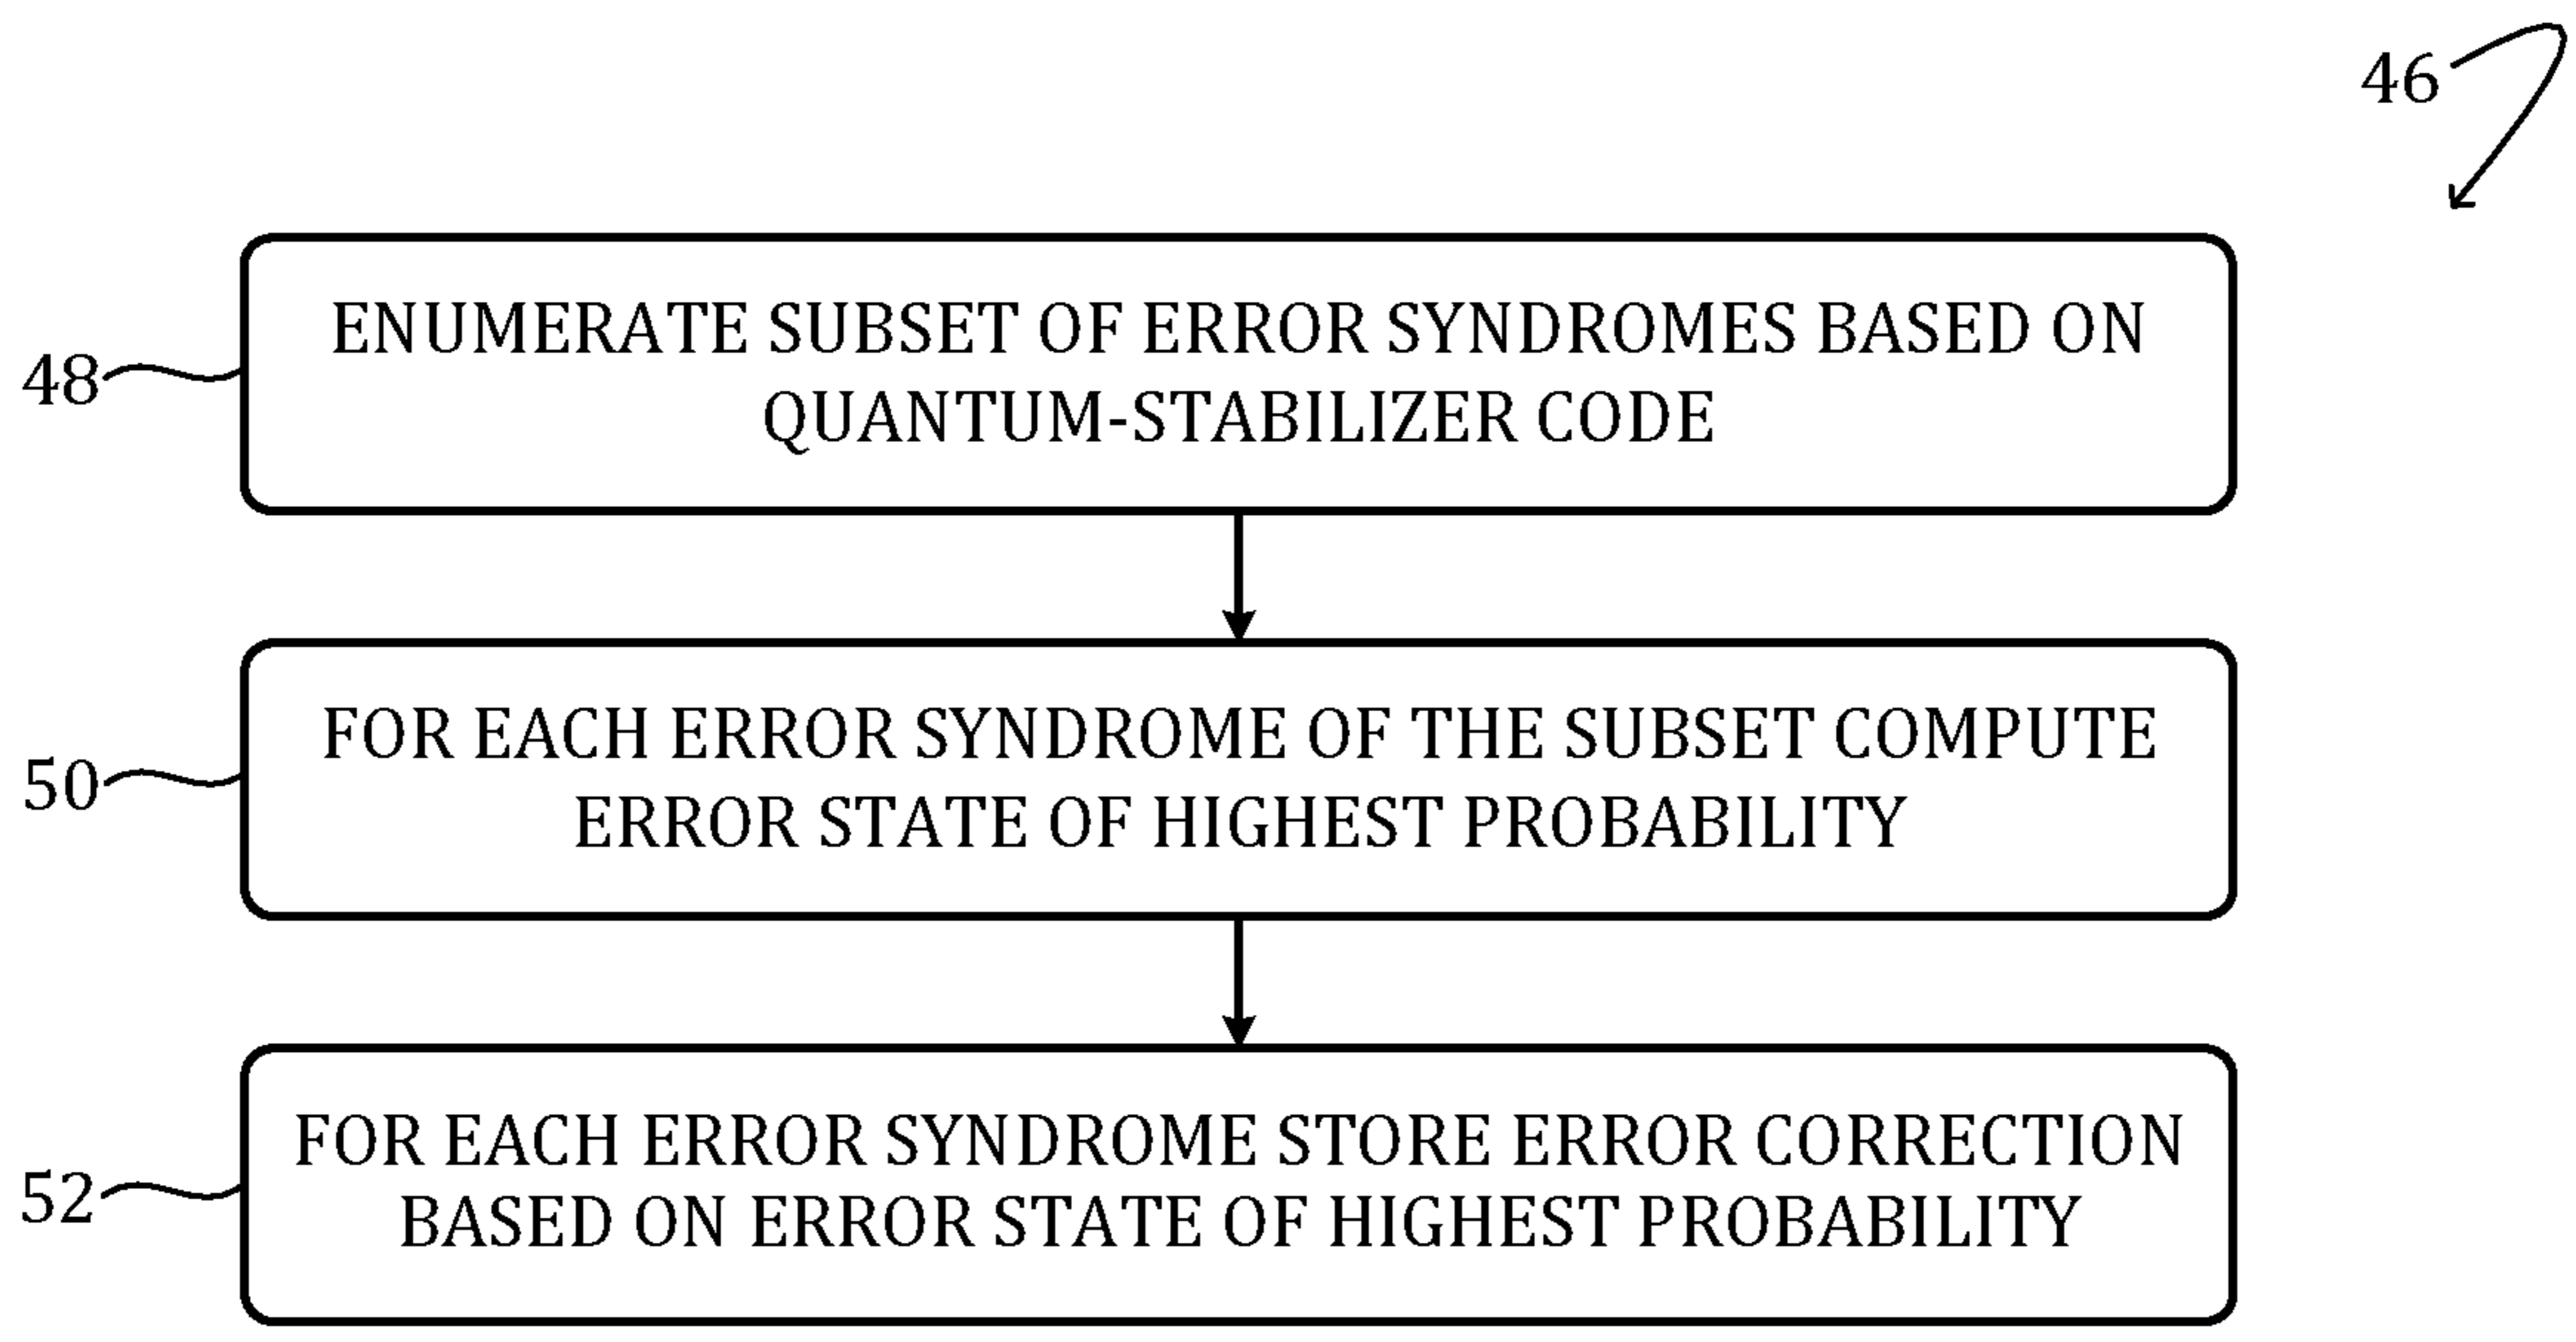 46
ENUMERATE SUBSET OF ERROR SYNDROMES BASED ON
QUANTUM-STABILIZER CODE
48
FOR EACH ERROR SYNDROME OF THE SUBSET COMPUTE
ERROR STATE OF HIGHEST PROBABILITY
50
FOR EACH ERROR SYNDROME STORE ERROR CORRECTION
BASED ON ERROR STATE OF HIGHEST PROBABILITY
52